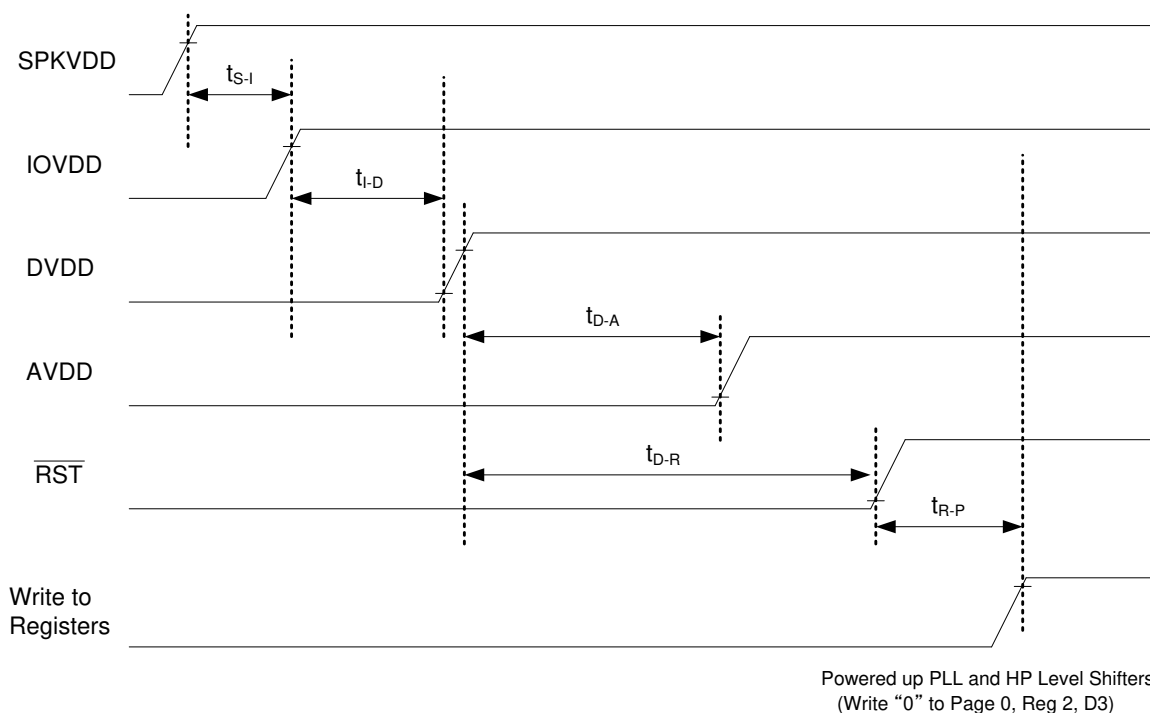 SPKVDD
tS-I
IOVDD
tI-D
DVDD
tD-A
AVDD
tD-R
RST
tR-P
Write to
Registers
Powered up PLL and HP Level Shifters
(Write “0” to Page 0, Reg 2, D3)